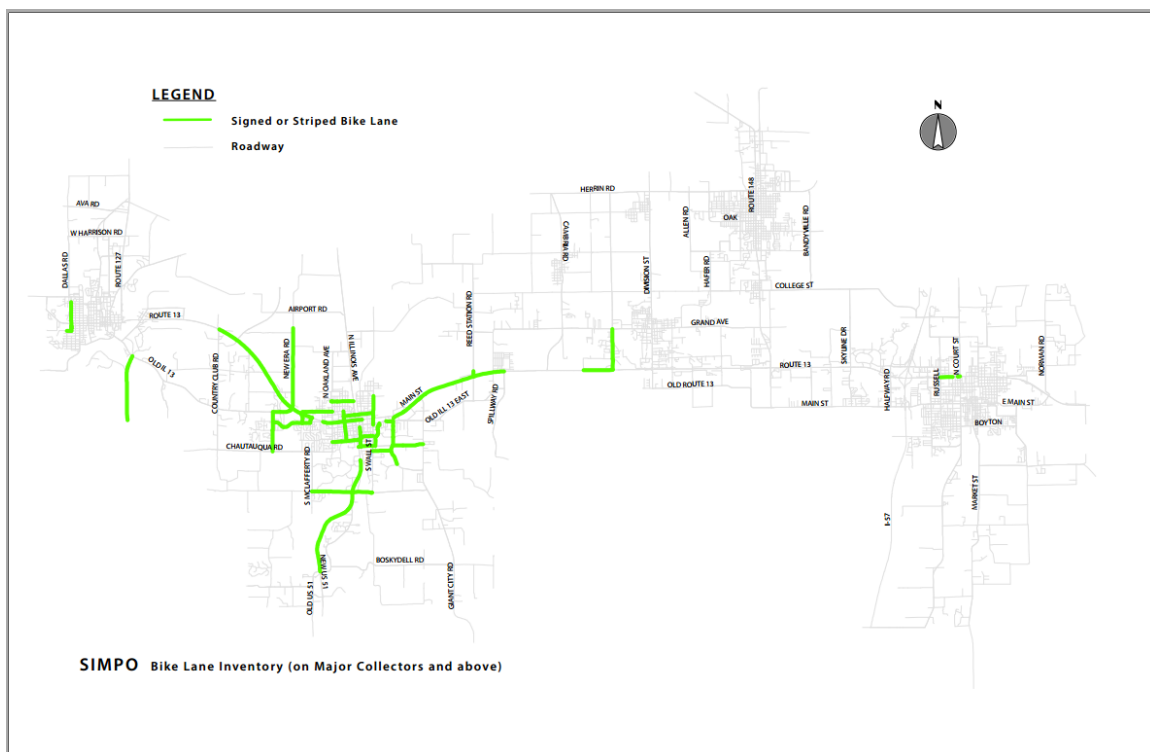 LEGEND
Signed or Striped Bike Lane
Roadway
N
HERRIN RD
ROUTE 148
AVA RD
ALLEN RD
OAK
BANDYVILLE RD
W HARRISON RD
CAMBRIA RD
DALLAS RD
ROUTE 127
DIVISION ST
HAFER RD
COLLEGE ST
REED STATION RD
AIRPORT RD
ROUTE 13
GRAND AVE
N ILLINOIS AVE
SKYLINE DR
N COURT ST
NORMAN RD
NEW ERA RD
OLD IL 13
COUNTRY CLUB RD
N OAKLAND AVE
ROUTE 13
RUSSELL
HALFWAY RD
OLD ROUTE 13
MAIN ST
SPILLWAY RD
MAIN ST
E MAIN ST
OLD ILL 13 EAST
BOYTON
CHAUTAUQUA RD
S WALL ST
S MCLAFFERTY RD
MARKET ST
I-57
NEW US 51
BOSKYDELL RD
OLD US 51
GIANT CITY RD
SIMPO Bike Lane Inventory (on Major Collectors and above)